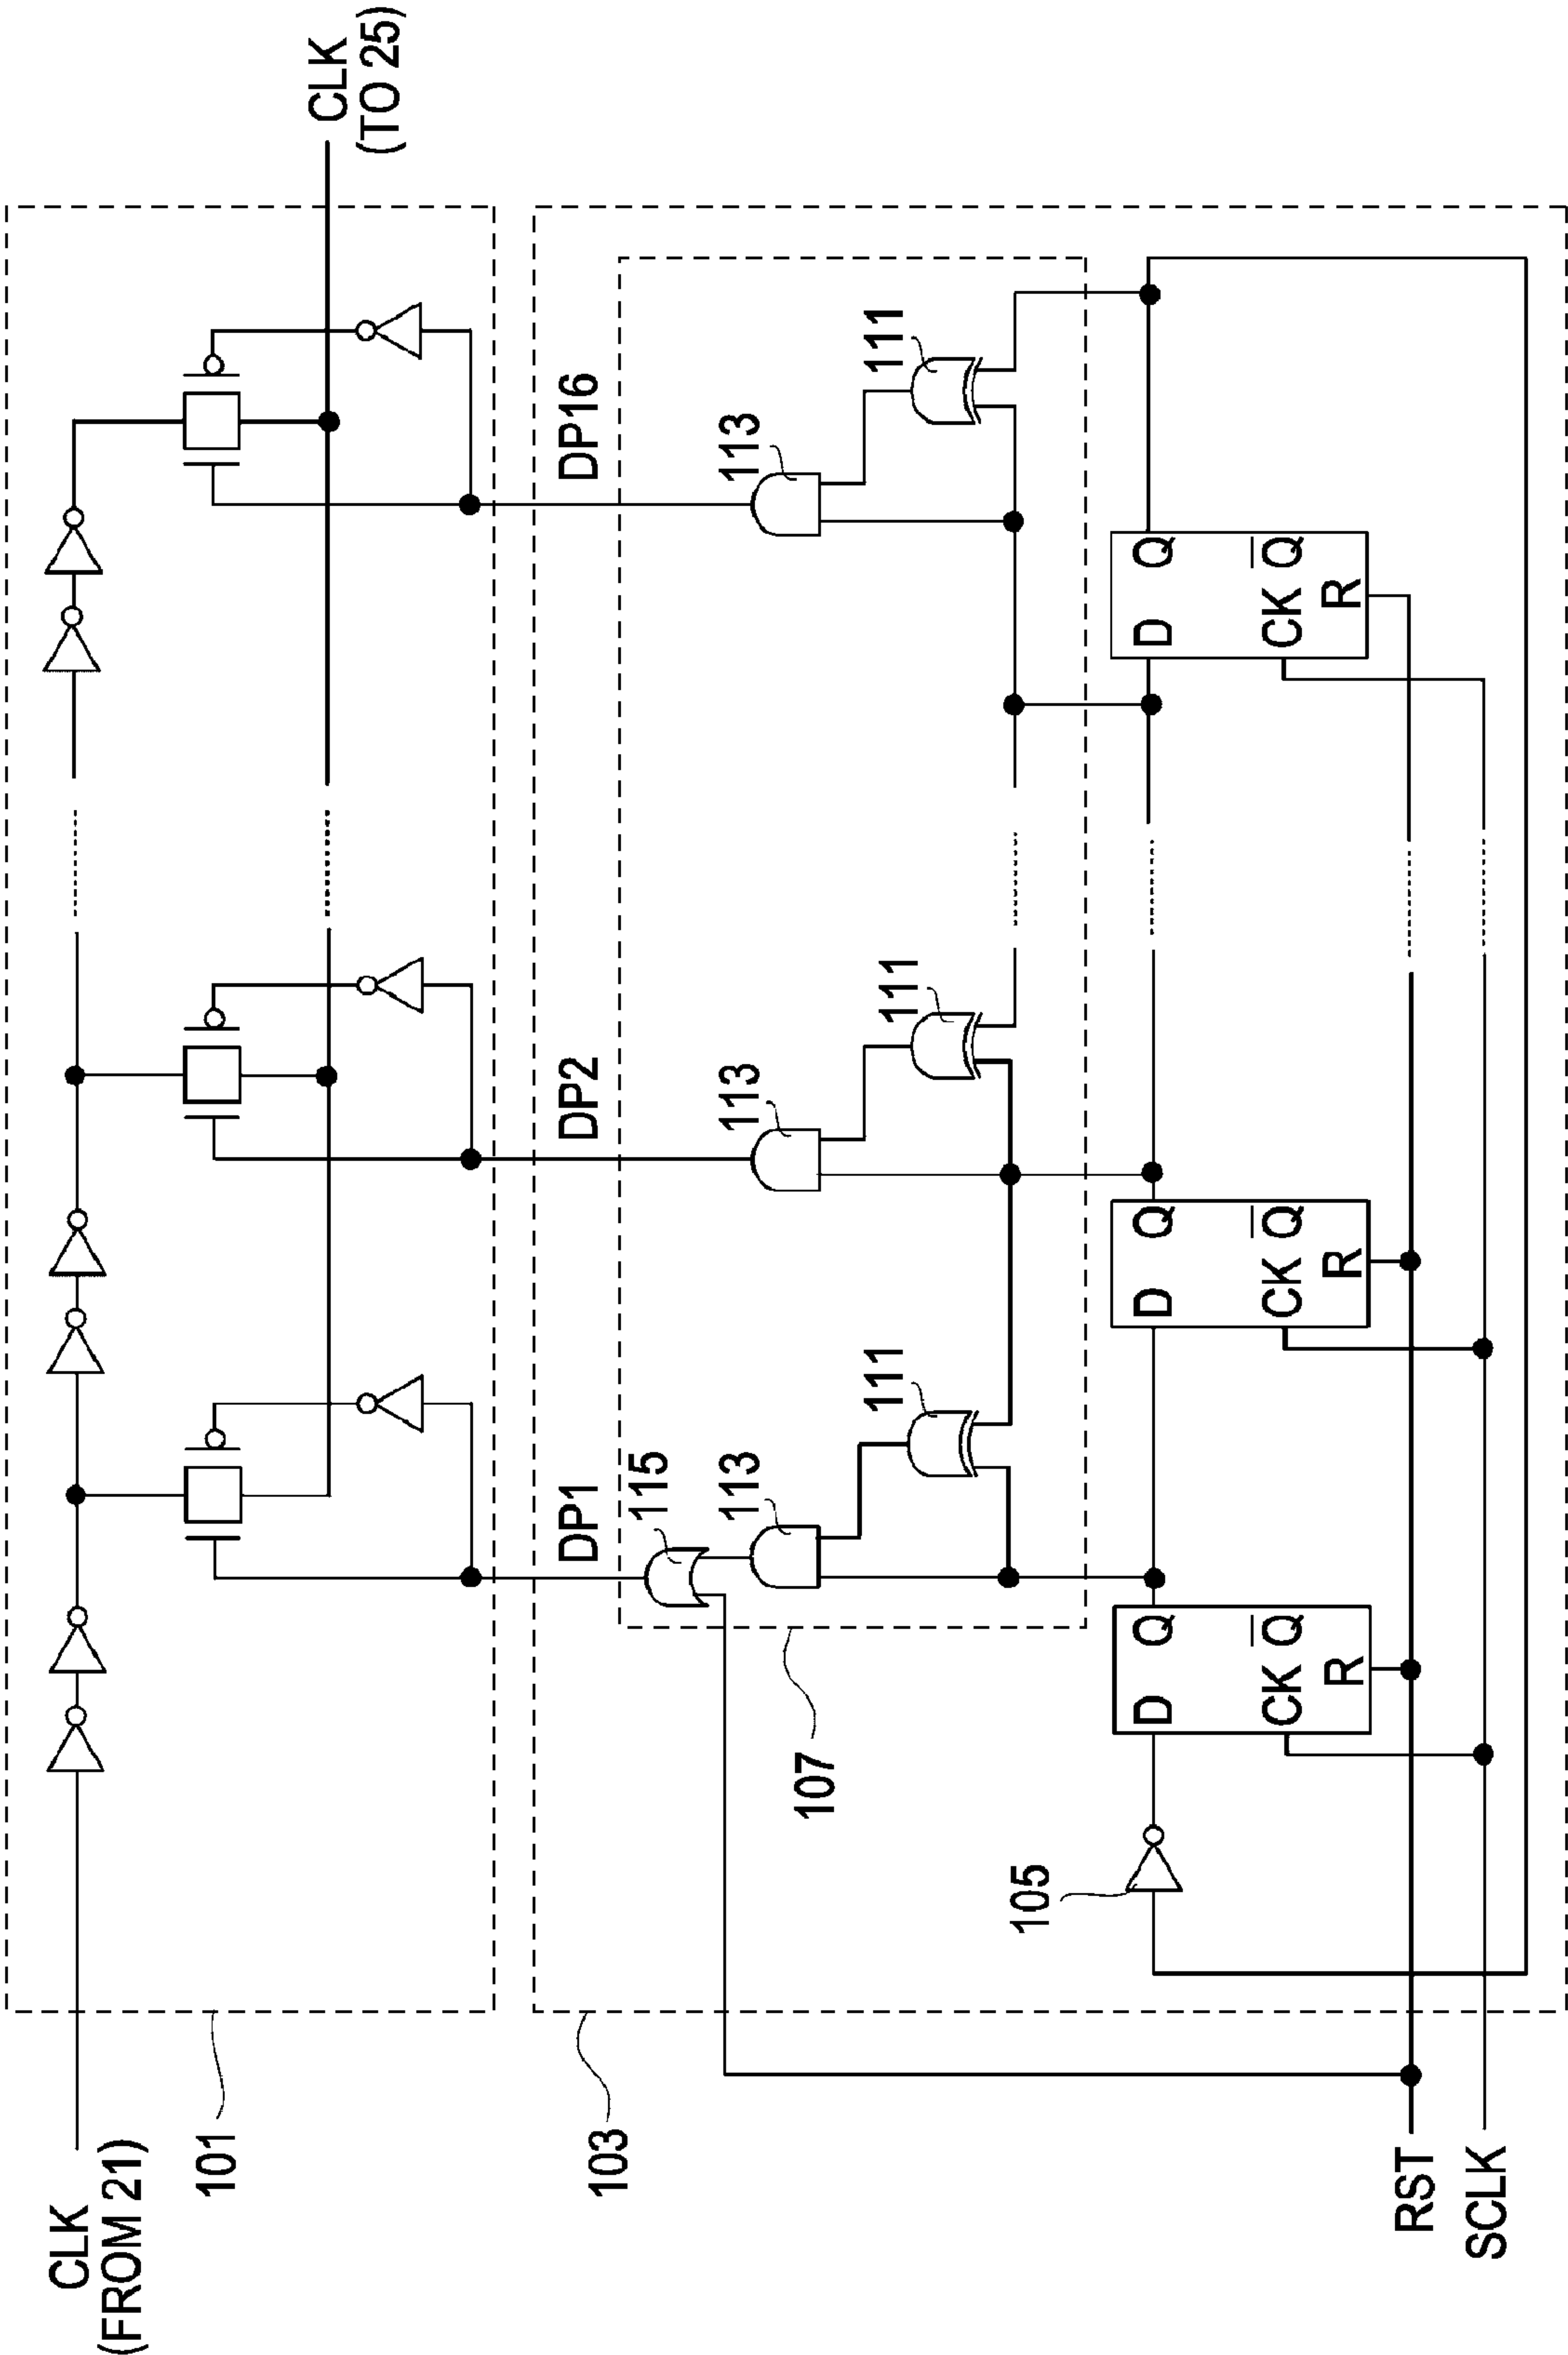 CLK
(FROM 21)
CLK
(TO 25)
101
DP1
DP2
DP16
103
115
113
113
113
111
111
111
107
105
D Q
CK Q̅
R
D Q
CK Q̅
R
D Q
CK Q̅
R
RST
SCLK